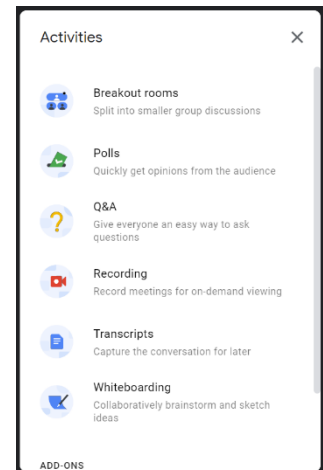 Activities
Breakout rooms
Split into smaller group discussions
Polls
Quickly get opinions from the audience
Q&A
Give everyone an easy way to ask
questions
Recording
Record meetings for on-demand viewing
Transcripts
Capture the conversation for later
Whiteboarding
Collaboratively brainstorm and sketch
ideas
ADD-ONS